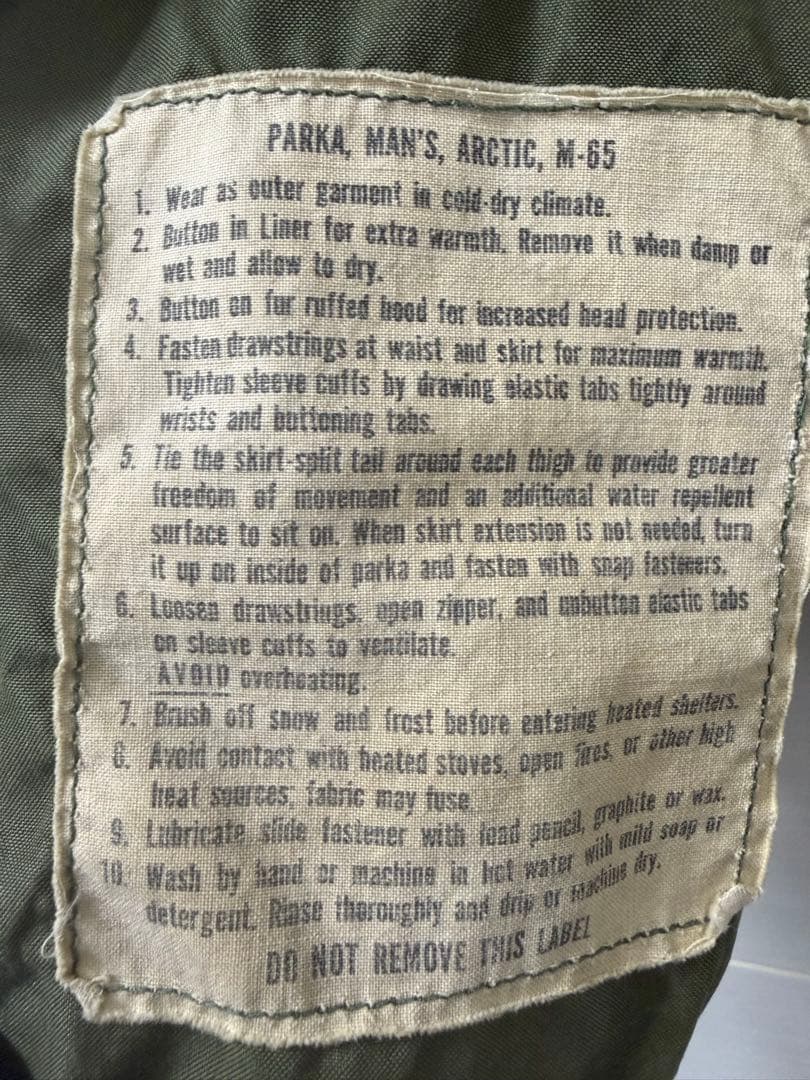 PARKA, MAN'S, ARCTIC, M-65
1. Wear as outer garment in cold-dry climate.
2. Button in Liner for extra warmth. Remove it when damp or
wet and allow to dry.
3. Button on fur ruffed hood for increased head protection.
4. Fasten drawstrings at waist and skirt for maximum warmth.
Tighten sleeve cuffs by drawing elastic tabs tightly around
wrists and buttoning tabs.
5. Tie the skirt-split tail around each thigh to provide greater
freedom of movement and an additional water repellent
surface to sit on. When skirt extension is not needed, turn
it up on inside of parka and fasten with snap fasteners.
6. Loosen drawstrings, open zipper, and unbutton elastic tabs
on sleeve cuffs to ventilate.
AVOID overheating.
7. Brush off snow and frost before entering heated shelters.
8. Avoid contact with heated stoves, open fires, or other high
heat sources; fabric may fuse.
9. Lubricate slide fastener with lead pencil, graphite or wax.
10. Wash by hand or machine in hot water with mild soap or
detergent. Rinse thoroughly and drip or machine dry.
DO NOT REMOVE THIS LABEL